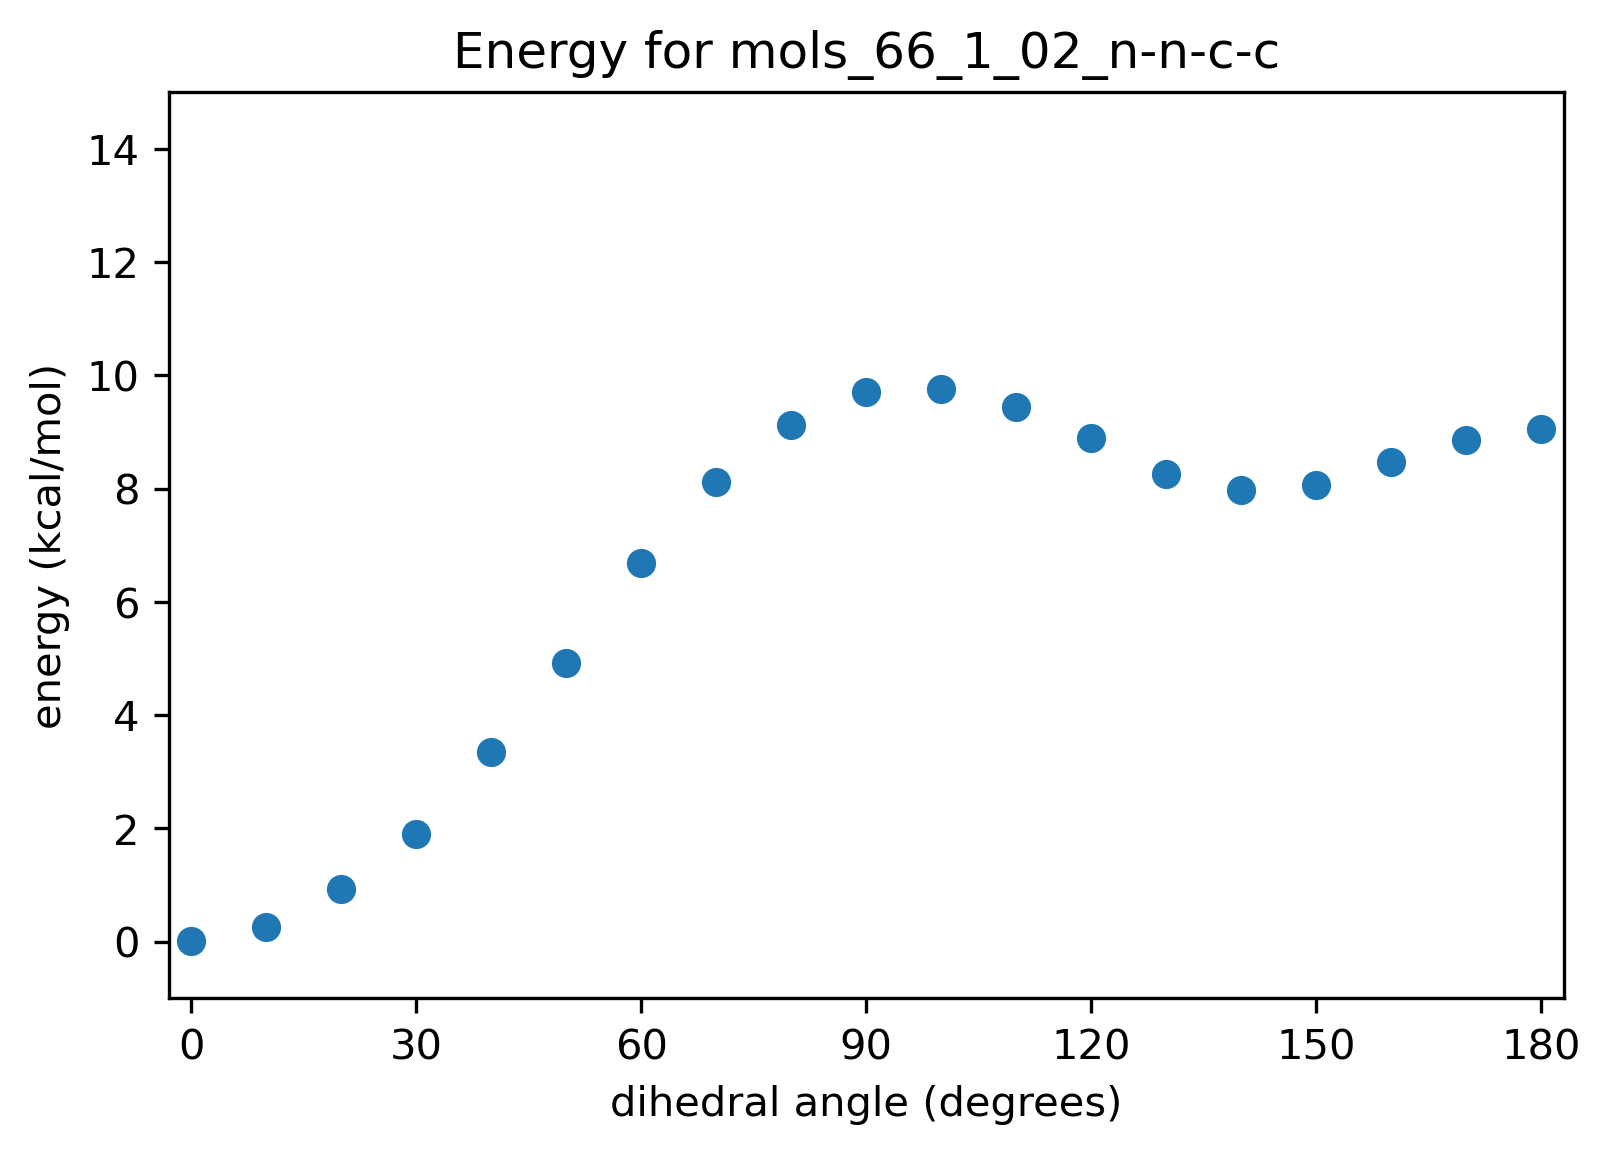 Energy for mols_66_1_02_n-n-c-c
energy (kcal/mol)
14
12
10
8
6
4
2
0
0 30 60 90 120 150 180
dihedral angle (degrees)